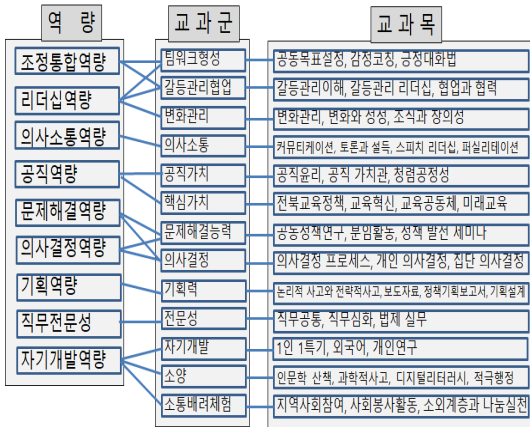 역 량
교 과 군
교 과 목
조정통합역량
리더십역량
의사소통역량
공직역량
문제해결역량
의사결정역량
기획역량
직무전문성
자기개발역량
팀워크형성
갈등관리협업
변화관리
의사소통
공직가치
핵심가치
문제해결능력
의사결정
기획력
전문성
자기개발
소양
소통배려체험
공동목표설정, 감정코칭, 긍정대화법
갈등관리이해, 갈등관리 리더십, 협업과 협력
변화관리, 변화와 성성, 조식과 장의성
커뮤티케이션, 토론과 설득, 스피치 리더십, 퍼실리테이션
공직윤리, 공직 가치관, 청렴공정성
전북교육정책, 교육혁신, 교육공동체, 미래교육
공동성책연구, 분임활동, 성책 발선 세미나
의사결정 프로세스, 개인 의사결정, 집단 의사결정
논리적 사고와 전략적사고, 보도자료, 정책기획보고서, 기획설계
직무공통, 직무심화, 법제 실무
1인 1특기, 외국어, 개인연구
인문학 산책, 과학적사고, 디지털리터러시, 적극행정
지역사회참여, 사회봉사활동, 소외계층과 나눔실천